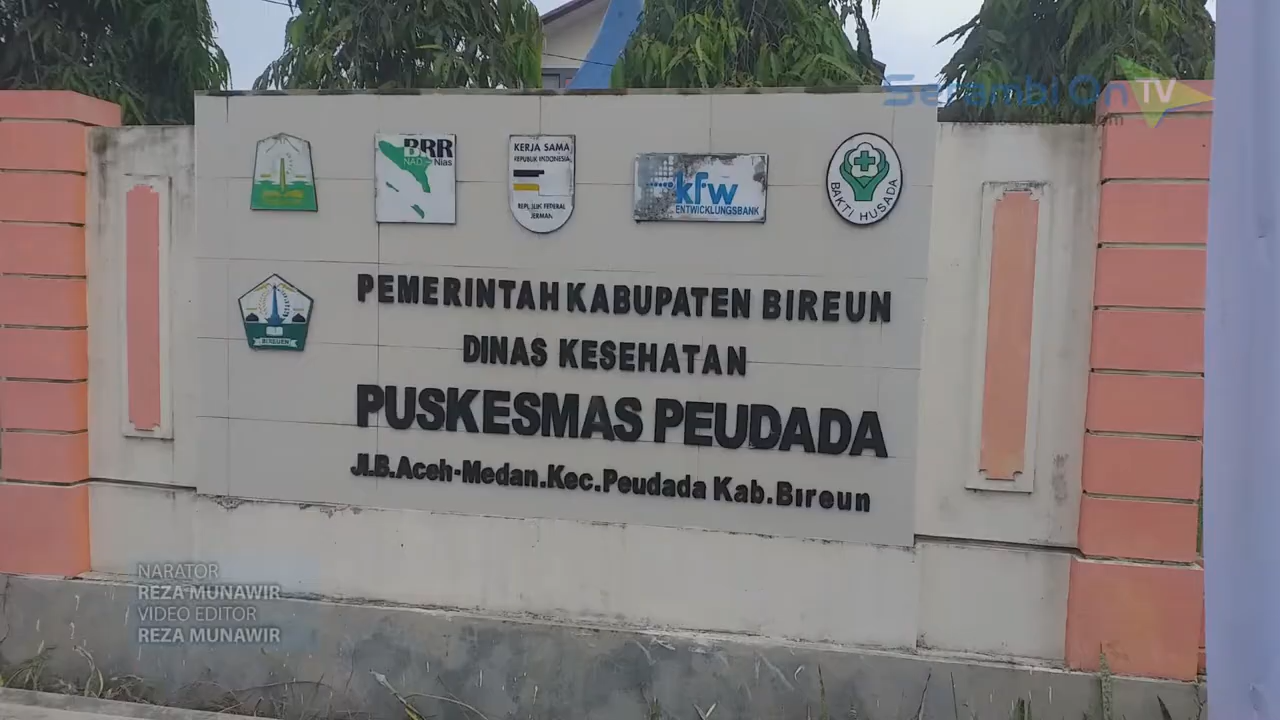 Serambi On TV
BRR
NAD - Nias
KERJA SAMA
REPUBLIK INDONESIA
REPUBLIK FEDERAL
JERMAN
kfw
ENTWICKLUNGSBANK
BAKTI HUSADA
BIREUEN
PEMERINTAH KABUPATEN BIREUN
DINAS KESEHATAN
PUSKESMAS PEUDADA
Jl.B.Aceh-Medan.Kec.Peudada Kab.Bireun
NARATOR
REZA MUNAWIR
VIDEO EDITOR
REZA MUNAWIR